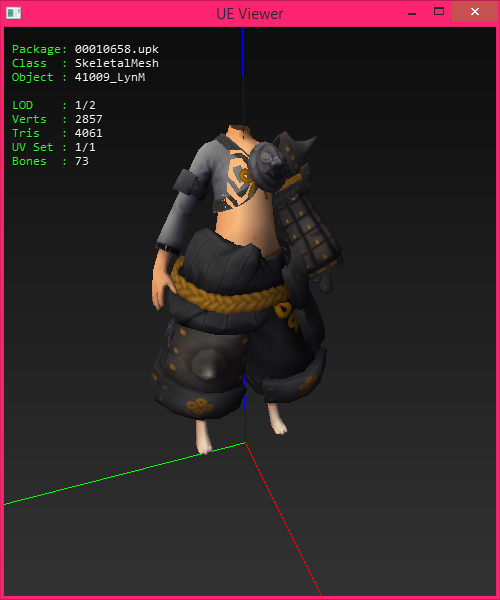 UE Viewer
Package: 00010658.upk
Class  : SkeletalMesh
Object : 41009_LynM
LOD    : 1/2
Verts  : 2857
Tris   : 4061
UV Set : 1/1
Bones  : 73